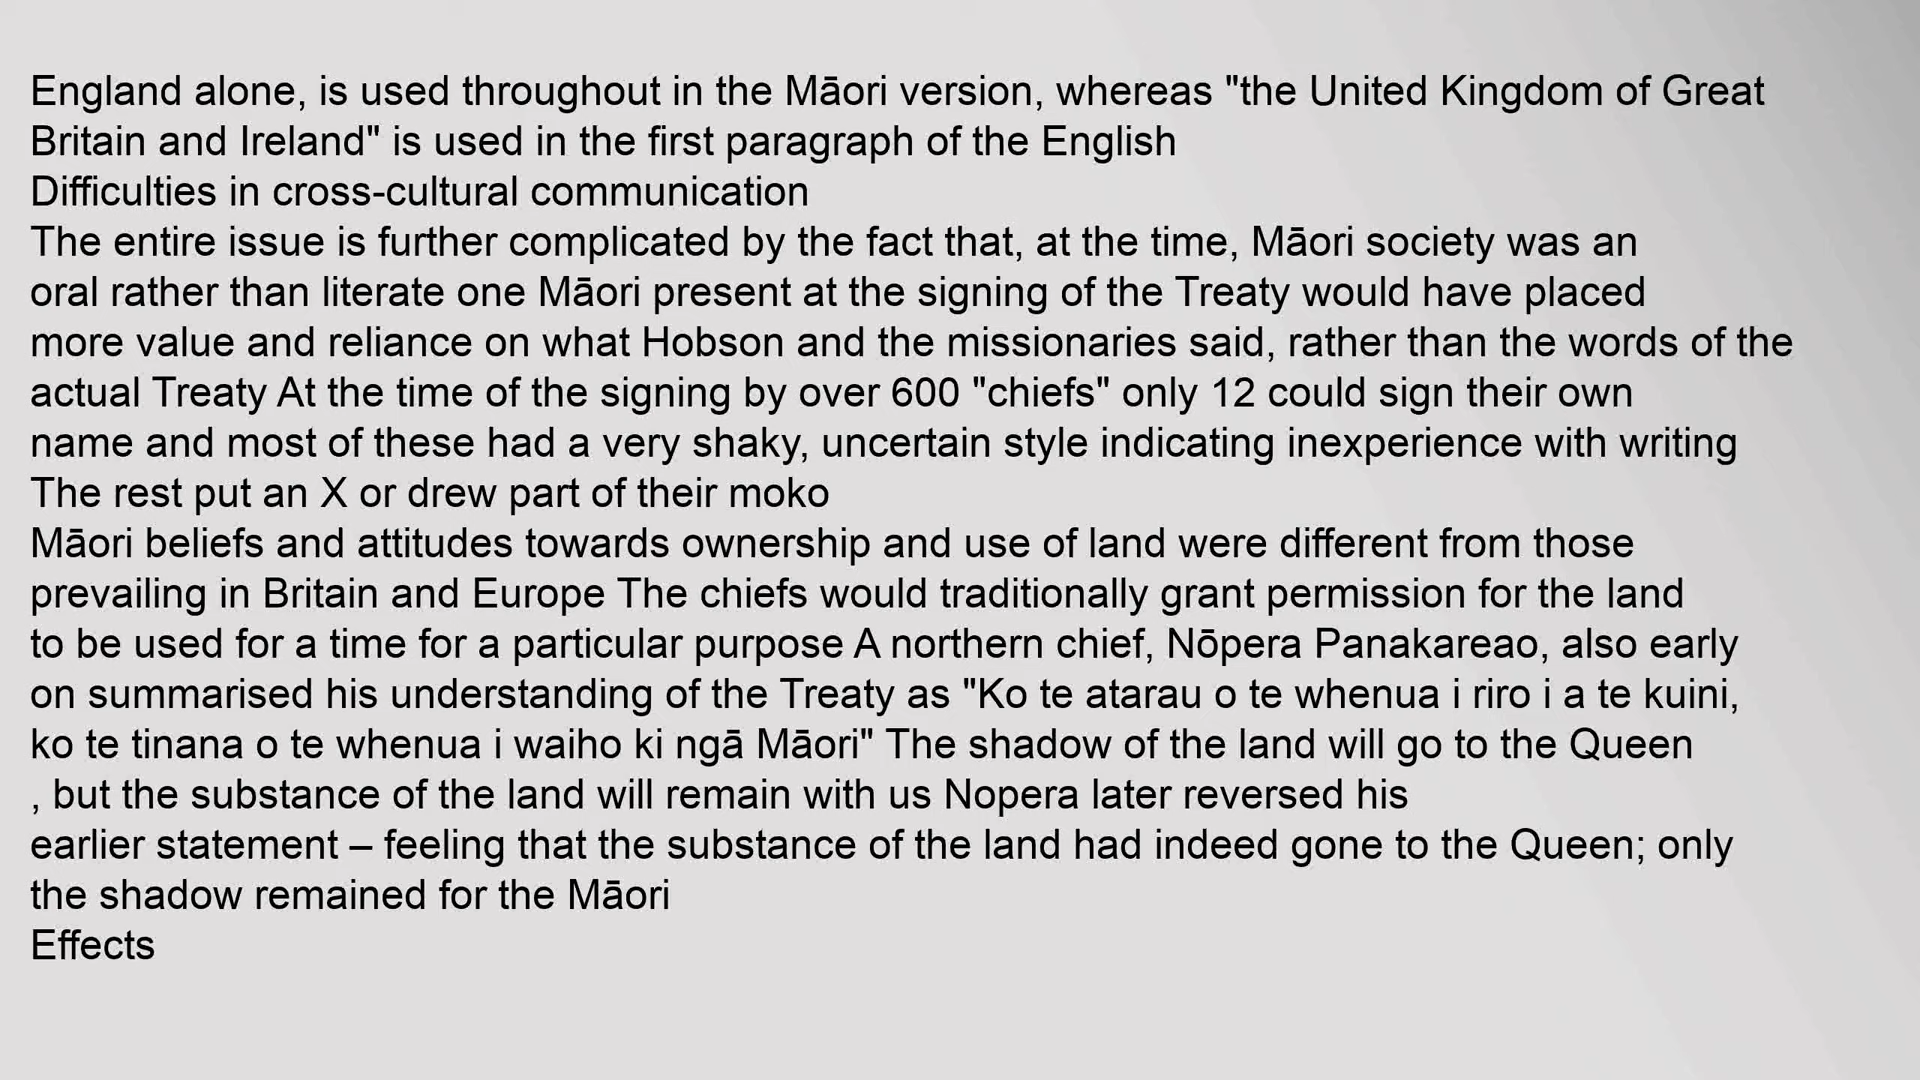 England alone, is used throughout in the Māori version, whereas "the United Kingdom of Great
Britain and Ireland" is used in the first paragraph of the English
Difficulties in cross-cultural communication
The entire issue is further complicated by the fact that, at the time, Māori society was an
oral rather than literate one Māori present at the signing of the Treaty would have placed
more value and reliance on what Hobson and the missionaries said, rather than the words of the
actual Treaty At the time of the signing by over 600 "chiefs" only 12 could sign their own
name and most of these had a very shaky, uncertain style indicating inexperience with writing
The rest put an X or drew part of their moko
Māori beliefs and attitudes towards ownership and use of land were different from those
prevailing in Britain and Europe The chiefs would traditionally grant permission for the land
to be used for a time for a particular purpose A northern chief, Nōpera Panakareao, also early
on summarised his understanding of the Treaty as "Ko te atarau o te whenua i riro i a te kuini,
ko te tinana o te whenua i waiho ki ngā Māori" The shadow of the land will go to the Queen
, but the substance of the land will remain with us Nopera later reversed his
earlier statement – feeling that the substance of the land had indeed gone to the Queen; only
the shadow remained for the Māori
Effects